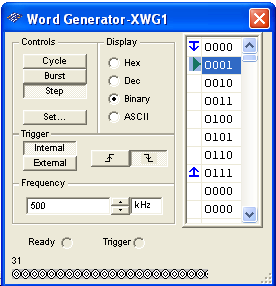 Word Generator-XWG1
Controls
Cycle
Burst
Step
Set...
Display
Hex
Dec
Binary
ASCII
Trigger
Internal
External
Frequency
500 kHz
Ready Trigger
31
0000
0001
0010
0011
0100
0101
0110
0111
0000
0000